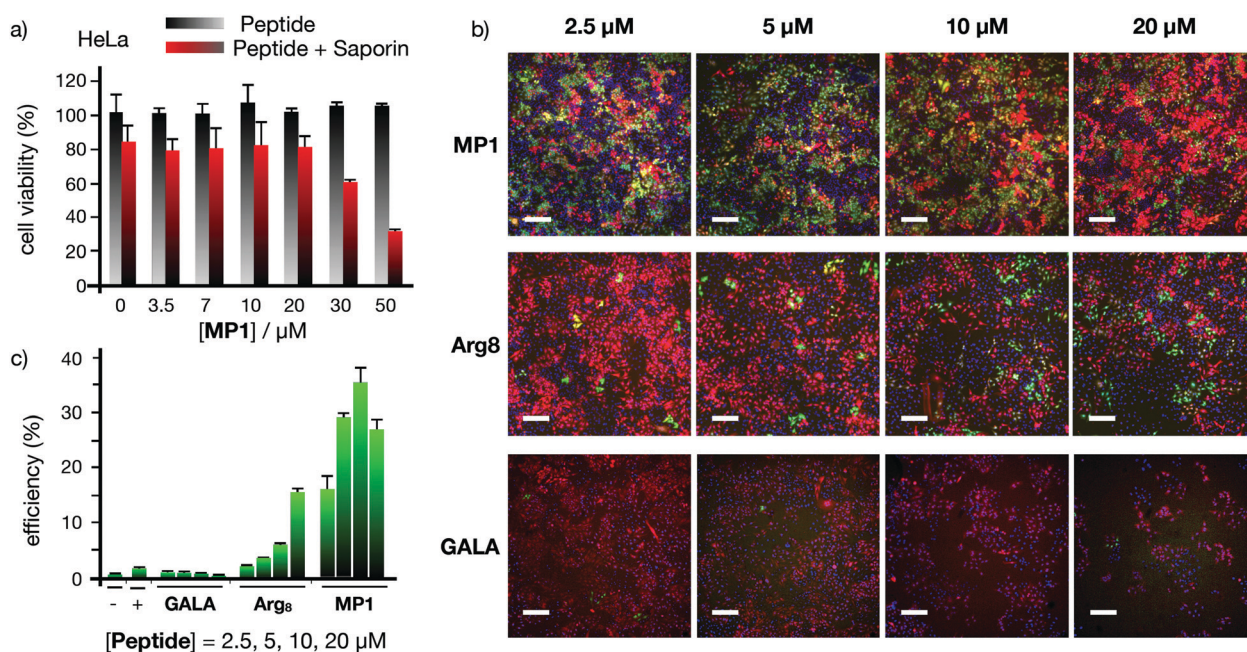 a)
HeLa
Peptide
Peptide + Saporin
cell viability (%)
120
100
80
60
40
20
0
0 3.5 7 10 20 30 50
[MP1] / µM
b)
2.5 µM 5 µM 10 µM 20 µM
MP1
Arg8
GALA
c)
efficiency (%)
40
30
20
10
0
- + GALA Arg₈ MP1
[Peptide] = 2.5, 5, 10, 20 µM